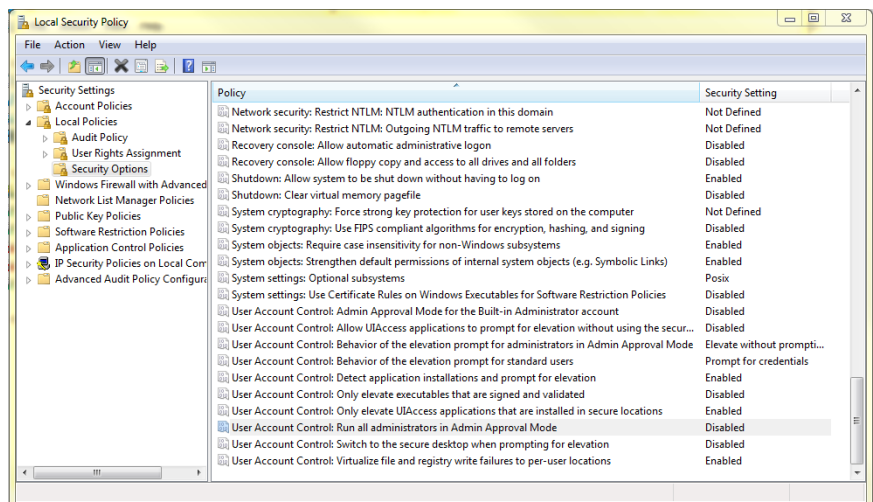 Local Security Policy
File Action View Help
Security Settings
Account Policies
Local Policies
Audit Policy
User Rights Assignment
Security Options
Windows Firewall with Advanced
Network List Manager Policies
Public Key Policies
Software Restriction Policies
Application Control Policies
IP Security Policies on Local Com
Advanced Audit Policy Configura
Policy Security Setting
Network security: Restrict NTLM: NTLM authentication in this domain Not Defined
Network security: Restrict NTLM: Outgoing NTLM traffic to remote servers Not Defined
Recovery console: Allow automatic administrative logon Disabled
Recovery console: Allow floppy copy and access to all drives and all folders Disabled
Shutdown: Allow system to be shut down without having to log on Enabled
Shutdown: Clear virtual memory pagefile Disabled
System cryptography: Force strong key protection for user keys stored on the computer Not Defined
System cryptography: Use FIPS compliant algorithms for encryption, hashing, and signing Disabled
System objects: Require case insensitivity for non-Windows subsystems Enabled
System objects: Strengthen default permissions of internal system objects (e.g. Symbolic Links) Enabled
System settings: Optional subsystems Posix
System settings: Use Certificate Rules on Windows Executables for Software Restriction Policies Disabled
User Account Control: Admin Approval Mode for the Built-in Administrator account Disabled
User Account Control: Allow UIAccess applications to prompt for elevation without using the secur... Disabled
User Account Control: Behavior of the elevation prompt for administrators in Admin Approval Mode Elevate without prompti...
User Account Control: Behavior of the elevation prompt for standard users Prompt for credentials
User Account Control: Detect application installations and prompt for elevation Enabled
User Account Control: Only elevate executables that are signed and validated Disabled
User Account Control: Only elevate UIAccess applications that are installed in secure locations Enabled
User Account Control: Run all administrators in Admin Approval Mode Disabled
User Account Control: Switch to the secure desktop when prompting for elevation Disabled
User Account Control: Virtualize file and registry write failures to per-user locations Enabled